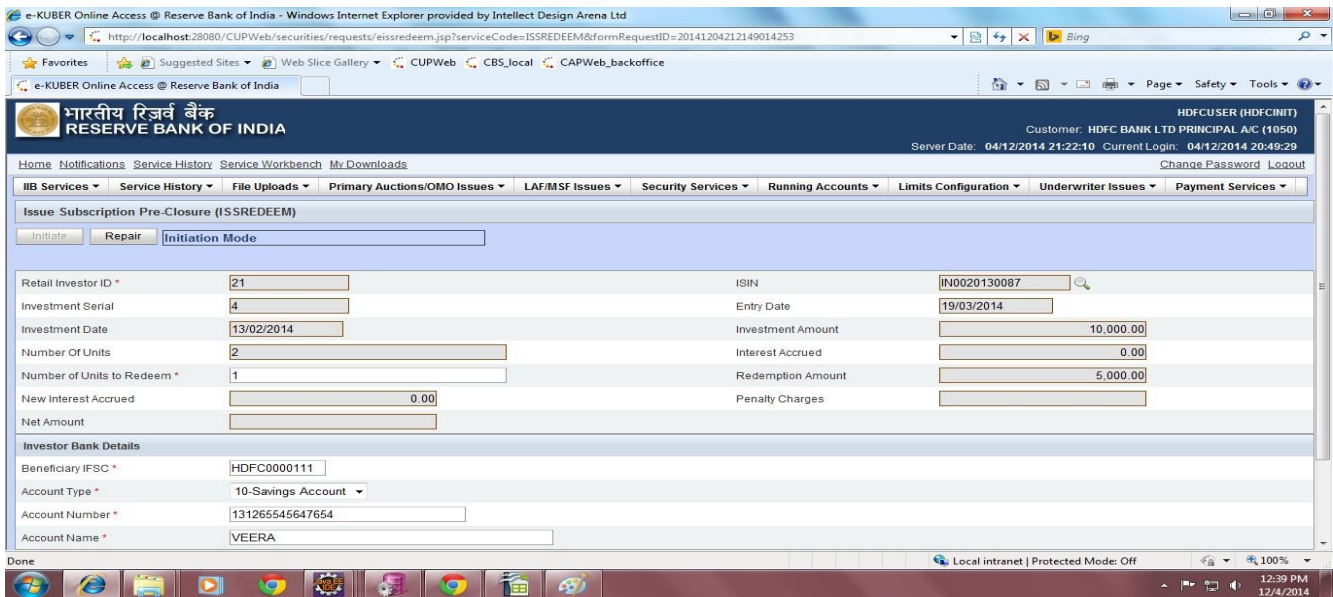 e-KUBER Online Access @ Reserve Bank of India - Windows Internet Explorer provided by Intellect Design Arena Ltd
http://localhost:28080/CUPWeb/securities/requests/eissredeem.jsp?serviceCode=ISSREDEEM&formRequestID=20141204212149014253
Bing
Favorites Suggested Sites Web Slice Gallery CUPWeb CBS_local CAPWeb_backoffice
e-KUBER Online Access @ Reserve Bank of India
Page Safety Tools
भारतीय रिज़र्व बैंक
RESERVE BANK OF INDIA
HDFCUSER (HDFCINIT)
Customer: HDFC BANK LTD PRINCIPAL A/C (1050)
Server Date: 04/12/2014 21:22:10 Current Login: 04/12/2014 20:49:29
Home Notifications Service History Service Workbench My Downloads
Change Password Logout
IIB Services Service History File Uploads Primary Auctions/OMO Issues LAF/MSF Issues Security Services Running Accounts Limits Configuration Underwriter Issues Payment Services
Issue Subscription Pre-Closure (ISSREDEEM)
Initiate Repair Initiation Mode
Retail Investor ID * 21 ISIN IN0020130087
Investment Serial 4 Entry Date 19/03/2014
Investment Date 13/02/2014 Investment Amount 10,000.00
Number Of Units 2 Interest Accrued 0.00
Number of Units to Redeem * 1 Redemption Amount 5,000.00
New Interest Accrued 0.00 Penalty Charges
Net Amount
Investor Bank Details
Beneficiary IFSC * HDFC0000111
Account Type * 10-Savings Account
Account Number * 131265545647654
Account Name * VEERA
Done Local intranet | Protected Mode: Off 100%
Java EE IDE
12:39 PM
12/4/2014